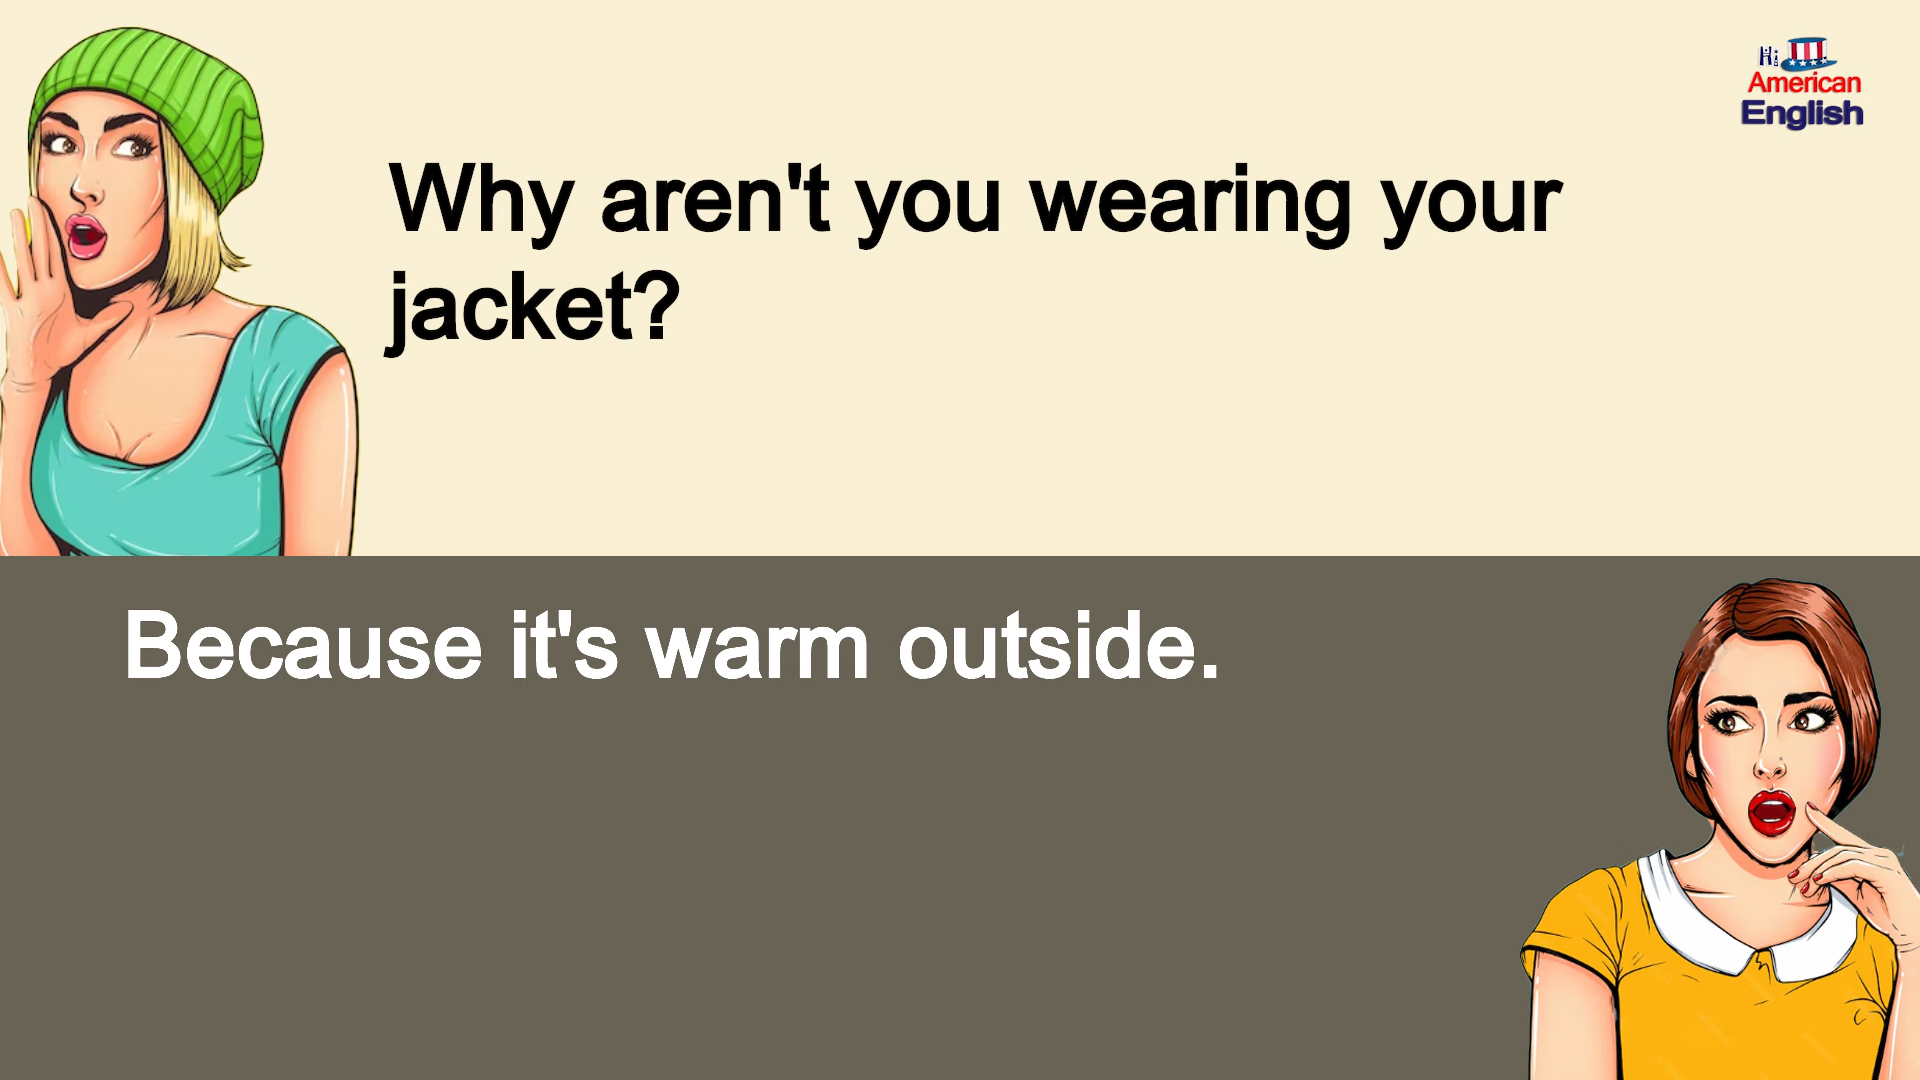 Hi
American
English
Why aren't you wearing your
jacket?
Because it's warm outside.